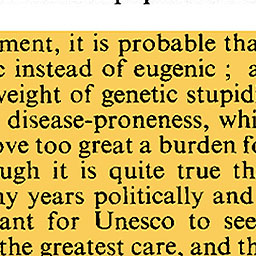 ment, it is probable tha
c instead of eugenic ; a
weight of genetic stupidi
disease-proneness, whi
ove too great a burden fo
ugh it is quite true th
ny years politically and
ant for Unesco to see
the greatest care, and th